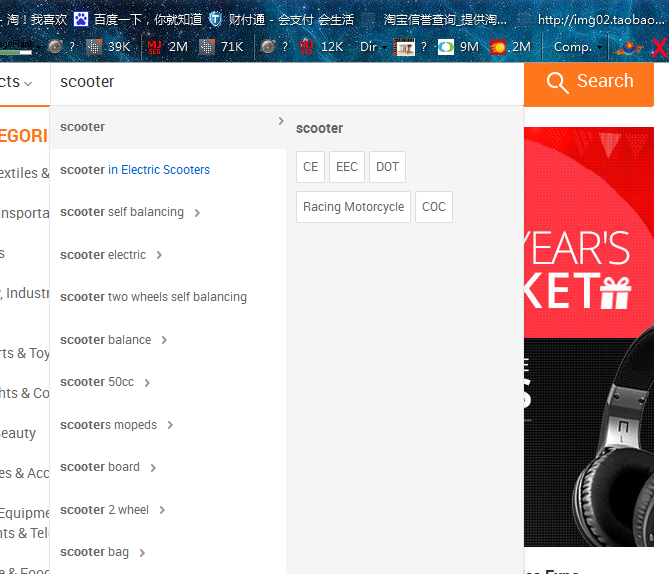 - 淘！我喜欢 百度一下，你就知道 财付通 - 会支付 会生活 淘宝信誉查询_提供淘... http://img02.taobao...
? 39K 2M 71K ? 12K Dir ? 9M 2M Comp.
cts scooter Search
scooter
scooter in Electric Scooters
scooter self balancing
scooter electric
scooter two wheels self balancing
scooter balance
scooter 50cc
scooters mopeds
scooter board
scooter 2 wheel
scooter bag
scooter
CE EEC DOT
Racing Motorcycle COC
EGORI
extiles &
nsporta
s
, Industr
rts & Toy
hts & Co
Beauty
es & Acc
Equipme
nts & Tel
e & Food
YEAR'S
KET
E
S